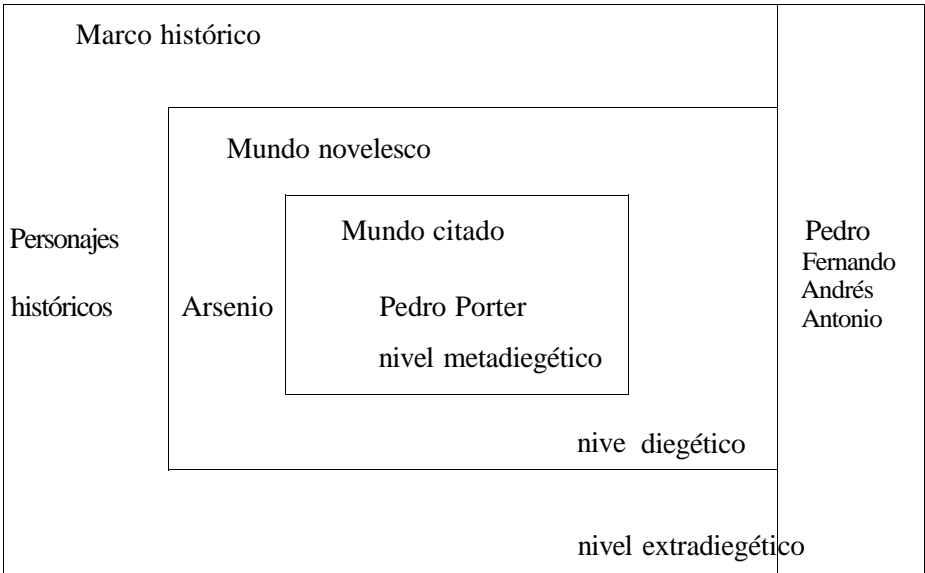 Marco histórico
Mundo novelesco
Mundo citado
Personajes
históricos
Arsenio
Pedro Porter
nivel metadiegético
Pedro
Fernando
Andrés
Antonio
nive diegético
nivel extradiegético